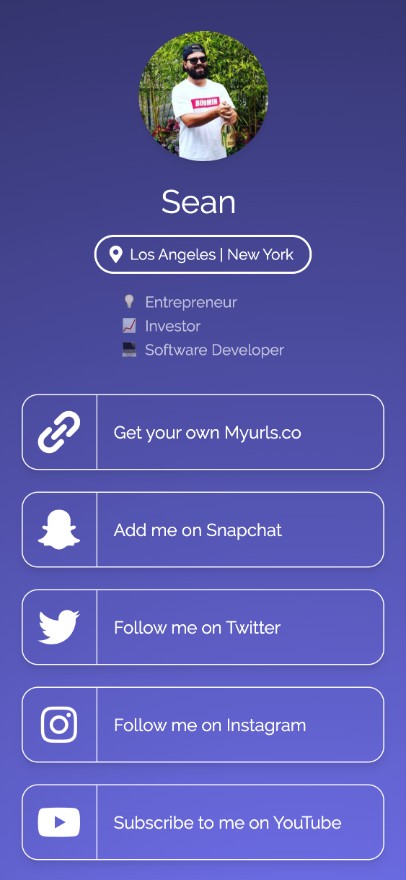 Sean
Los Angeles | New York
Entrepreneur
Investor
Software Developer
Get your own Myurls.co
Add me on Snapchat
Follow me on Twitter
Follow me on Instagram
Subscribe to me on YouTube